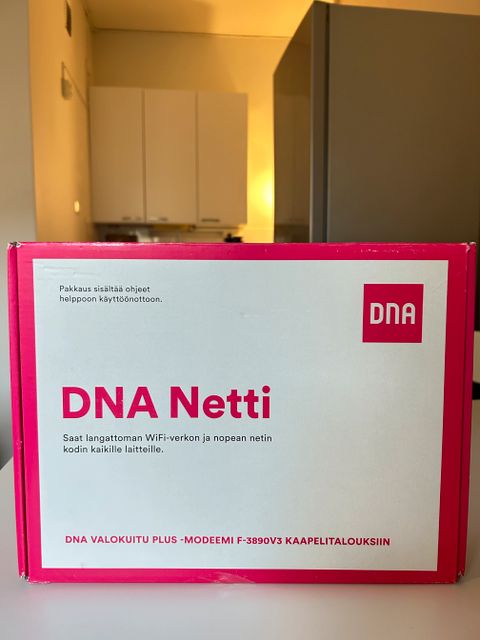 Pakkaus sisältää ohjeet
helppoon käyttöönottoon.
DNA
DNA Netti
Saat langattoman WiFi-verkon ja nopean netin
kodin kaikille laitteille.
DNA VALOKUITU PLUS -MODEEMI F-3890V3 KAAPELITALOUKSIIN